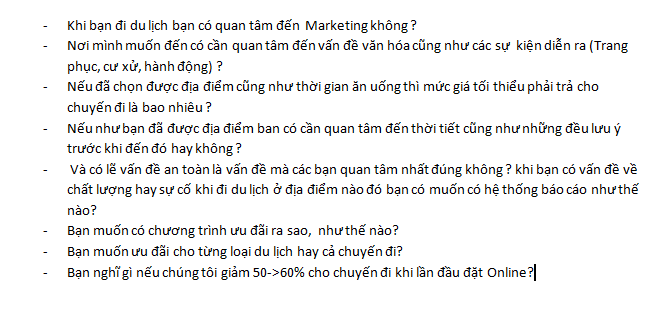 - Khi bạn đi du lịch bạn có quan tâm đến Marketing không ?
- Nơi mình muốn đến có cần quan tâm đến vấn đề văn hóa cũng như các sự kiện diễn ra (Trang
phục, cư xử, hành động) ?
- Nếu đã chọn được địa điểm cũng như thời gian ăn uống thì mức giá tối thiểu phải trả cho
chuyến đi là bao nhiêu ?
- Nếu như bạn đã được địa điểm ban có cần quan tâm đến thời tiết cũng như những đều lưu ý
trước khi đến đó hay không ?
- Và có lẽ vấn đề an toàn là vấn đề mà các bạn quan tâm nhất đúng không ? khi bạn có vấn đề về
chất lượng hay sự cố khi đi du lịch ở địa điểm nào đó bạn có muốn có hệ thống báo cáo như thế
nào?
- Bạn muốn có chương trình ưu đãi ra sao, như thế nào?
- Bạn muốn ưu đãi cho từng loại du lịch hay cả chuyến đi?
- Bạn nghĩ gì nếu chúng tôi giảm 50->60% cho chuyến đi khi lần đầu đặt Online?